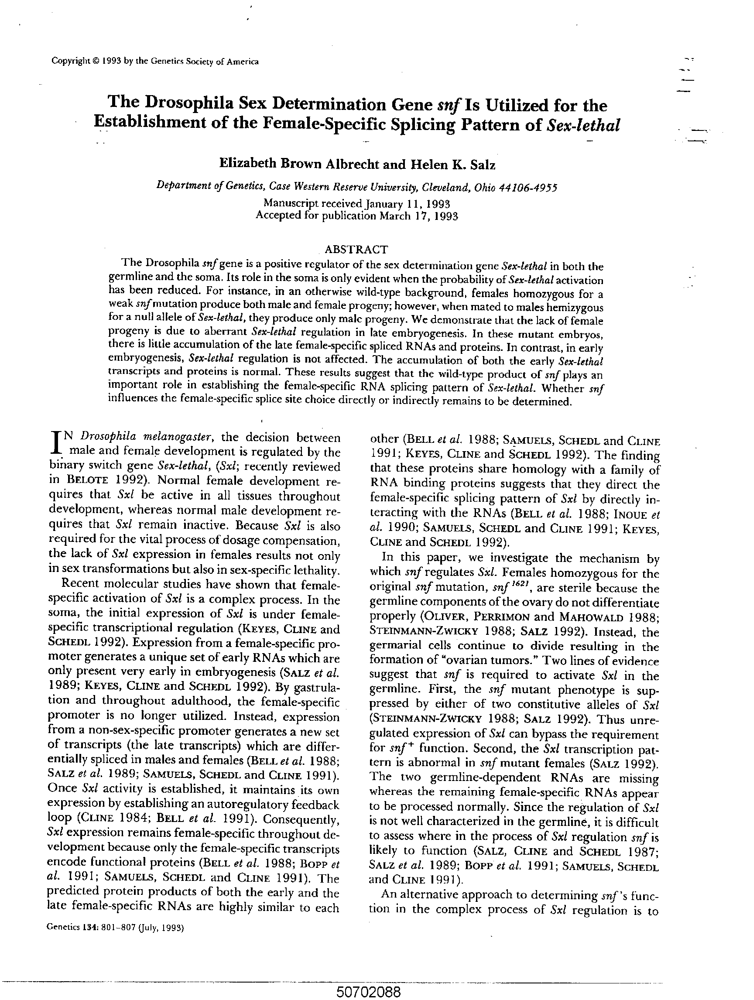 Copyright © 1993 by the Genetics Society of America
The Drosophila Sex Determination Gene snf Is Utilized for the
Establishment of the Female-Specific Splicing Pattern of Sex-lethal
Elizabeth Brown Albrecht and Helen K. Salz
Department of Genetics, Case Western Reserve University, Cleveland, Ohio 44106-4955
Manuscript received January 11, 1993
Accepted for publication March 17, 1993
ABSTRACT
The Drosophila snf gene is a positive regulator of the sex determination gene Sex-lethal in both the
germline and the soma. Its role in the soma is only evident when the probability of Sex-lethal activation
has been reduced. For instance, in an otherwise wild-type background, females homozygous for a
weak snf mutation produce both male and female progeny; however, when mated to males hemizygous
for a null allele of Sex-lethal, they produce only male progeny. We demonstrate that the lack of female
progeny is due to aberrant Sex-lethal regulation in late embryogenesis. In these mutant embryos,
there is little accumulation of the late female-specific spliced RNAs and proteins. In contrast, in early
embryogenesis, Sex-lethal regulation is not affected. The accumulation of both the early Sex-lethal
transcripts and proteins is normal. These results suggest that the wild-type product of snf plays an
important role in establishing the female-specific RNA splicing pattern of Sex-lethal. Whether snf
influences the female-specific splice site choice directly or indirectly remains to be determined.
IN Drosophila melanogaster, the decision between
male and female development is regulated by the
binary switch gene Sex-lethal, (Sxl; recently reviewed
in BELOTE 1992). Normal female development re-
quires that Sxl be active in all tissues throughout
development, whereas normal male development re-
quires that Sxl remain inactive. Because Sxl is also
required for the vital process of dosage compensation,
the lack of Sxl expression in females results not only
in sex transformations but also in sex-specific lethality.
Recent molecular studies have shown that female-
specific activation of Sxl is a complex process. In the
soma, the initial expression of Sxl is under female-
specific transcriptional regulation (KEYES, CLINE and
SCHEDL 1992). Expression from a female-specific pro-
moter generates a unique set of early RNAs which are
only present very early in embryogenesis (SALZ et al.
1989; KEYES, CLINE and SCHEDL 1992). By gastrula-
tion and throughout adulthood, the female-specific
promoter is no longer utilized. Instead, expression
from a non-sex-specific promoter generates a new set
of transcripts (the late transcripts) which are differ-
entially spliced in males and females (BELL et al. 1988;
SALZ et al. 1989; SAMUELS, SCHEDL and CLINE 1991).
Once Sxl activity is established, it maintains its own
expression by establishing an autoregulatory feedback
loop (CLINE 1984; BELL et al. 1991). Consequently,
Sxl expression remains female-specific throughout de-
velopment because only the female-specific transcripts
encode functional proteins (BELL et al. 1988; BOPP et
al. 1991; SAMUELS, SCHEDL and CLINE 1991). The
predicted protein products of both the early and the
late female-specific RNAs are highly similar to each
other (BELL et al. 1988; SAMUELS, SCHEDL and CLINE
1991; KEYES, CLINE and SCHEDL 1992). The finding
that these proteins share homology with a family of
RNA binding proteins suggests that they direct the
female-specific splicing pattern of Sxl by directly in-
teracting with the RNAs (BELL et al. 1988; INOUE et
al. 1990; SAMUELS, SCHEDL and CLINE 1991; KEYES,
CLINE and SCHEDL 1992).
In this paper, we investigate the mechanism by
which snf regulates Sxl. Females homozygous for the
original snf mutation, snf1621, are sterile because the
germline components of the ovary do not differentiate
properly (OLIVER, PERRIMON and MAHOWALD 1988;
STEINMANN-ZWICKY 1988; SALZ 1992). Instead, the
germarial cells continue to divide resulting in the
formation of "ovarian tumors." Two lines of evidence
suggest that snf is required to activate Sxl in the
germline. First, the snf mutant phenotype is sup-
pressed by either of two constitutive alleles of Sxl
(STEINMANN-ZWICKY 1988; SALZ 1992). Thus unre-
gulated expression of Sxl can bypass the requirement
for snf+ function. Second, the Sxl transcription pat-
tern is abnormal in snf mutant females (SALZ 1992).
The two germline-dependent RNAs are missing
whereas the remaining female-specific RNAs appear
to be processed normally. Since the regulation of Sxl
is not well characterized in the germline, it is difficult
to assess where in the process of Sxl regulation snf is
likely to function (SALZ, CLINE and SCHEDL 1987;
SALZ et al. 1989; BOPP et al. 1991; SAMUELS, SCHEDL
and CLINE 1991).
An alternative approach to determining snf's func-
tion in the complex process of Sxl regulation is to
Genetics 134: 801-807 (July, 1993)
50702088